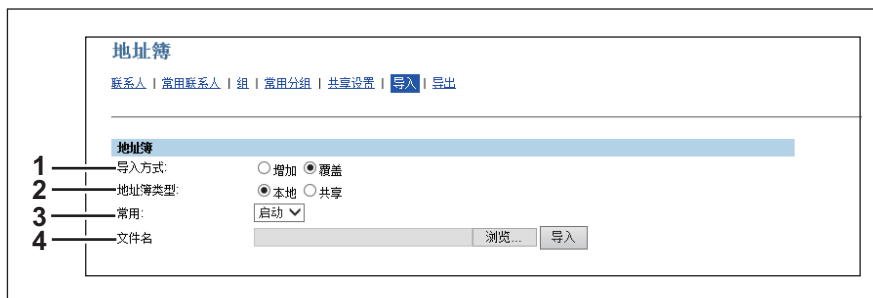 地址簿
联系人 | 常用联系人 | 组 | 常用分组 | 共享设置 | 导入 | 导出
地址簿
1 导入方式: 增加 覆盖
2 地址簿类型: 本地 共享
3 常用: 启动
4 文件名 浏览... 导入